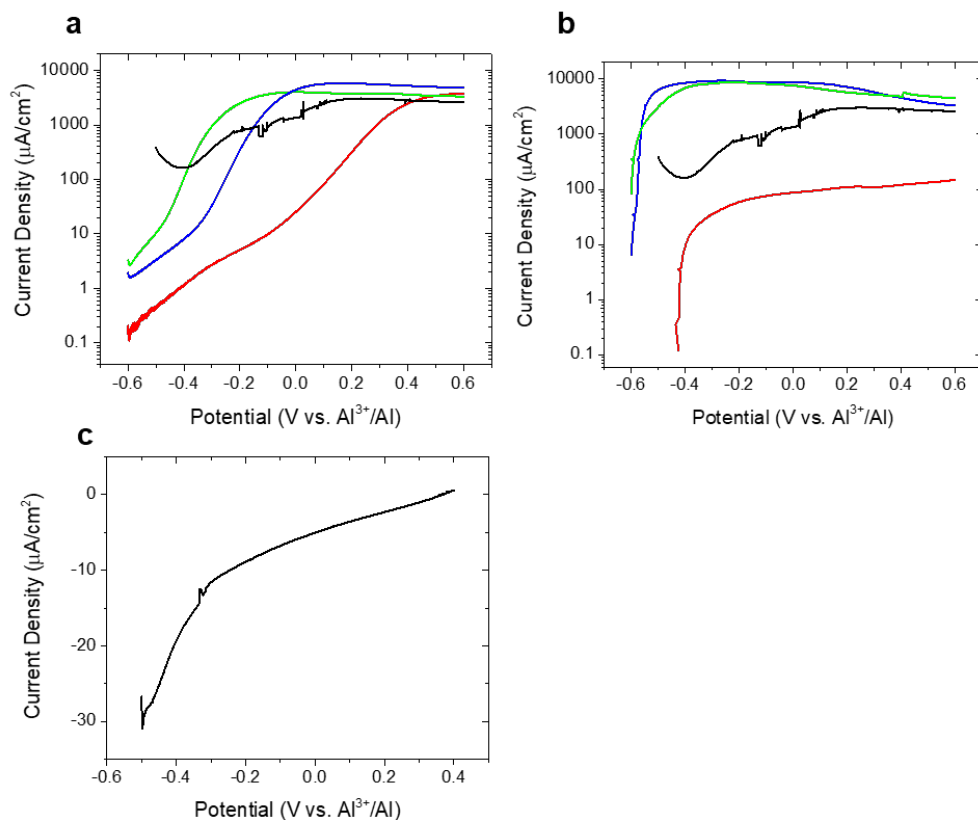 a
10000
1000
100
10
1
0.1
Current Density (μA/cm²)
-0.6 -0.4 -0.2 0.0 0.2 0.4 0.6
Potential (V vs. Al³⁺/Al)
b
10000
1000
100
10
1
0.1
Current Density (μA/cm²)
-0.6 -0.4 -0.2 0.0 0.2 0.4 0.6
Potential (V vs. Al³⁺/Al)
c
0
-10
-20
-30
Current Density (μA/cm²)
-0.6 -0.4 -0.2 0.0 0.2 0.4
Potential (V vs. Al³⁺/Al)